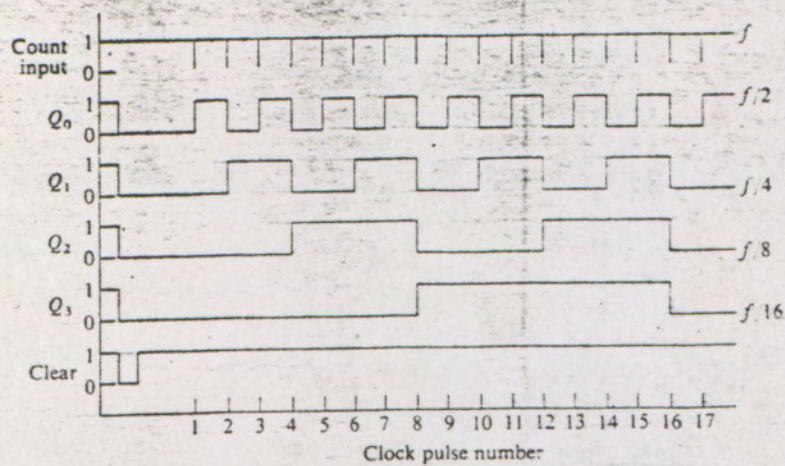 Count input 1 0 f
Q0 1 0 f/2
Q1 1 0 f/4
Q2 1 0 f/8
Q3 1 0 f/16
Clear 1 0
1 2 3 4 5 6 7 8 9 10 11 12 13 14 15 16 17
Clock pulse number